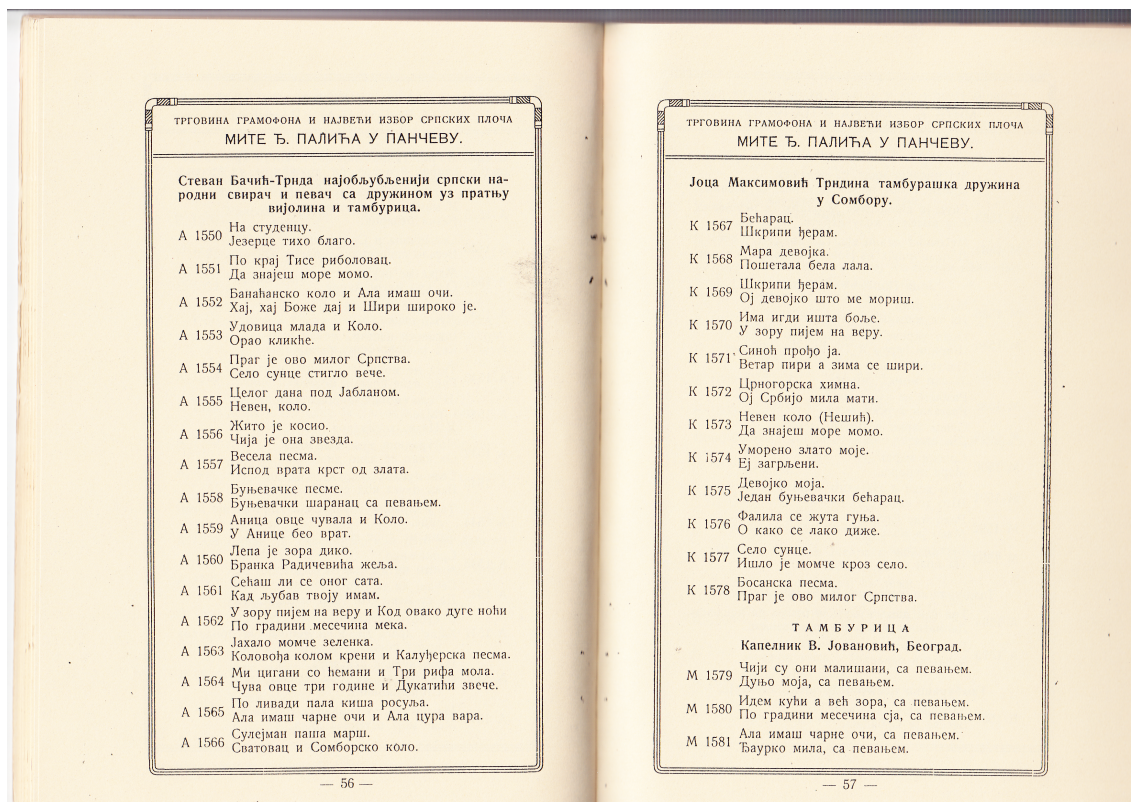 ТРГОВИНА ГРАМОФОНА И НАЈВЕЋИ ИЗБОР СРПСКИХ ПЛОЧА
МИТЕ Ђ. ПАЛИЋА У ПАНЧЕВУ.
Стеван Бачић-Трнда најобљубљенији српски на-
родни свирач и певач са дружином уз пратњу
вијолина и тамбурица.
А 1550 На студенцу.
Језерце тихо благо.
А 1551 По крај Тисе риболовац.
Да знајеш море момо.
А 1552 Банаћанско коло и Ала имаш очи.
Хај, хај Боже дај и Шири широко је.
А 1553 Удовица млада и Коло.
Орао кликће.
А 1554 Праг је ово милог Српства.
Село сунце стигло вече.
А 1555 Целог дана под Јабланом.
Невен, коло.
А 1556 Жито је косио.
Чија је она звезда.
А 1557 Весела песма.
Испод врата крст од злата.
А 1558 Буњевачке песме.
Буњевачки шаранац са певањем.
А 1559 Аница овце чувала и Коло.
У Анице бео врат.
А 1560 Лепа је зора дико.
Бранка Радичевића жеља.
А 1561 Сећаш ли се оног сата.
Кад љубав твоју имам.
А 1562 У зору пијем на веру и Код овако дуге ноћи
По градини месечина мека.
А 1563 Јахало момче зеленка.
Коловођа колом крени и Калуђерска песма.
А 1564 Ми цигани со ћемани и Три рифа мола.
Чува овце три године и Дукатићи звече.
А 1565 По ливади пала киша росуља.
Ала имаш чарне очи и Ала цура вара.
А 1566 Сулејман паша марш.
Сватовац и Сомборско коло.
— 56 —
ТРГОВИНА ГРАМОФОНА И НАЈВЕЋИ ИЗБОР СРПСКИХ ПЛОЧА
МИТЕ Ђ. ПАЛИЋА У ПАНЧЕВУ.
Јоца Максимовић Трндина тамбурашка дружина
у Сомбору.
К 1567 Бећарац.
Шкрипи ђерам.
К 1568 Мара девојка.
Пошетала бела лала.
К 1569 Шкрипи ђерам.
Ој девојко што ме мориш.
К 1570 Има игди ишта боље.
У зору пијем на веру.
К 1571 Синоћ прођо ја.
Ветар пири а зима се шири.
К 1572 Црногорска химна.
Ој Србијо мила мати.
К 1573 Невен коло (Нешић).
Да знајеш море момо.
К 1574 Уморено злато моје.
Еј загрљени.
К 1575 Девојко моја.
Један буњевачки бећарац.
К 1576 Фалила се жута гуња.
О како се лако диже.
К 1577 Село сунце.
Ишло је момче кроз село.
К 1578 Босанска песма.
Праг је ово милог Српства.
ТАМБУРИЦА
Капелник В. Јовановић, Београд.
М 1579 Чији су они малишани, са певањем.
Дуњо моја, са певањем.
М 1580 Идем кући а већ зора, са певањем.
По градини месечина сја, са певањем.
М 1581 Ала имаш чарне очи, са певањем.
Ђаурко мила, са певањем.
— 57 —